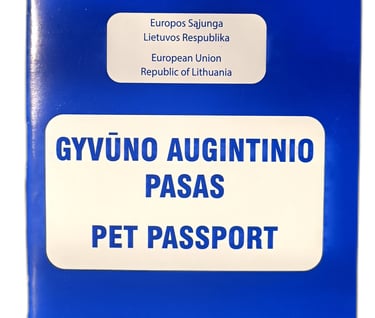 Europos Sąjunga
Lietuvos Respublika
European Union
Republic of Lithuania
GYVŪNO AUGINTINIO
PASAS
PET PASSPORT